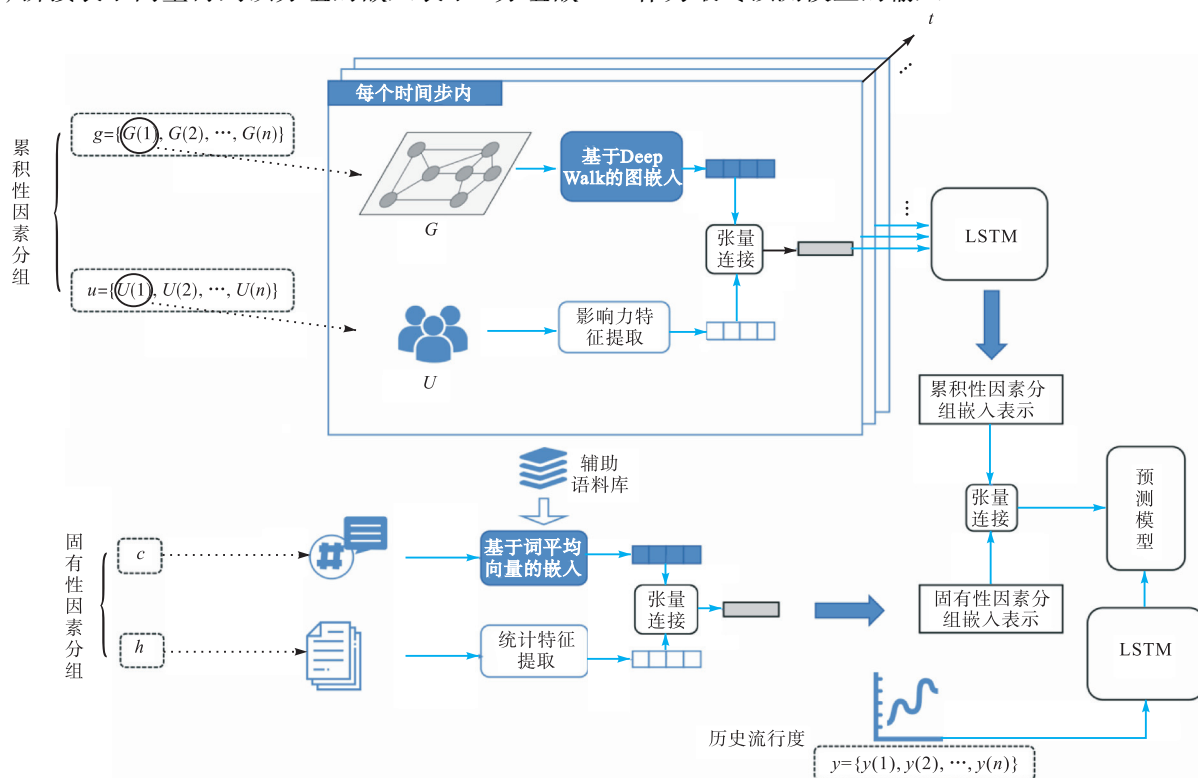 t
…
每个时间步内
累积性因素分组
g={G(1), G(2), …, G(n)}
基于Deep
Walk的图嵌入
G
张量
连接
…
LSTM
u={U(1), U(2), …, U(n)}
影响力特
征提取
U
累积性因素分
组嵌入表示
辅助
语料库
张量
连接
预测模型
固有性因素分组
c
基于词平均
向量的嵌入
张量
连接
固有性因素分
组嵌入表示
h
统计特征
提取
LSTM
历史流行度
y={y(1), y(2), …, y(n)}